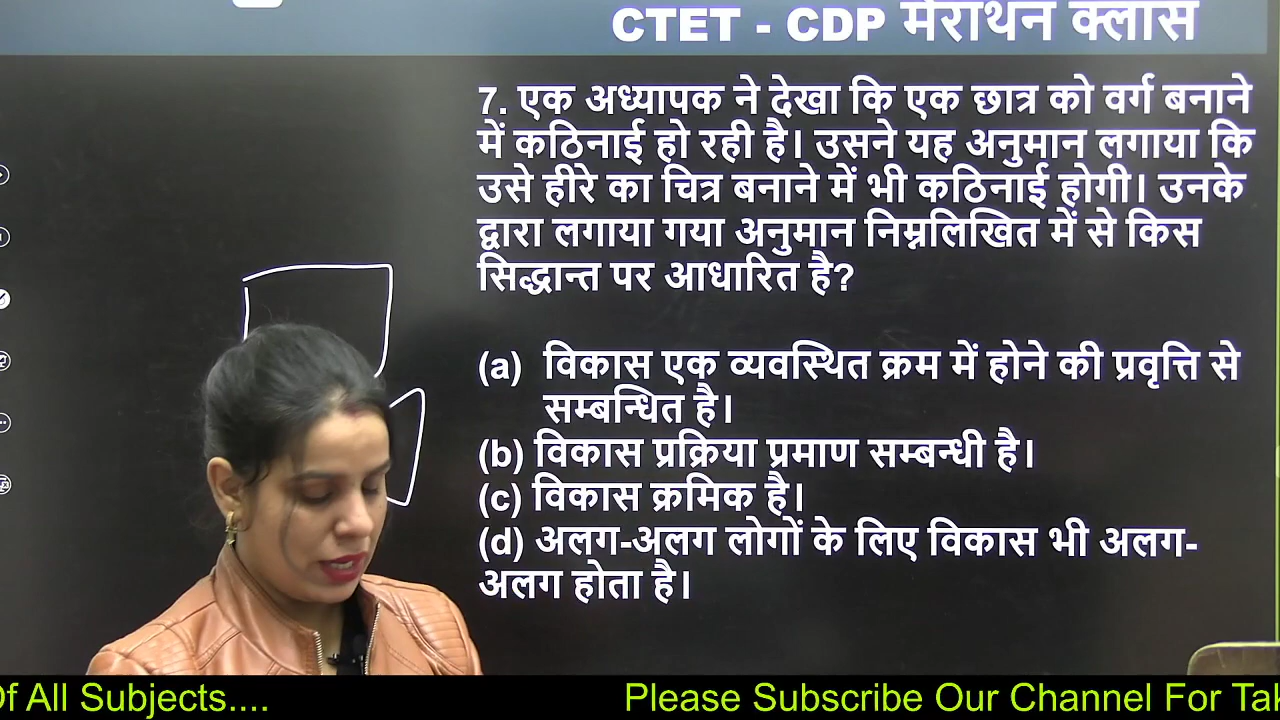 CTET - CDP मैराथन क्लास
7. एक अध्यापक ने देखा कि एक छात्र को वर्ग बनाने
में कठिनाई हो रही है। उसने यह अनुमान लगाया कि
उसे हीरे का चित्र बनाने में भी कठिनाई होगी। उनके
द्वारा लगाया गया अनुमान निम्नलिखित में से किस
सिद्धान्त पर आधारित है?
(a) विकास एक व्यवस्थित क्रम में होने की प्रवृत्ति से
सम्बन्धित है।
(b) विकास प्रक्रिया प्रमाण सम्बन्धी है।
(c) विकास क्रमिक है।
(d) अलग-अलग लोगों के लिए विकास भी अलग-
अलग होता है।
Of All Subjects.... Please Subscribe Our Channel For